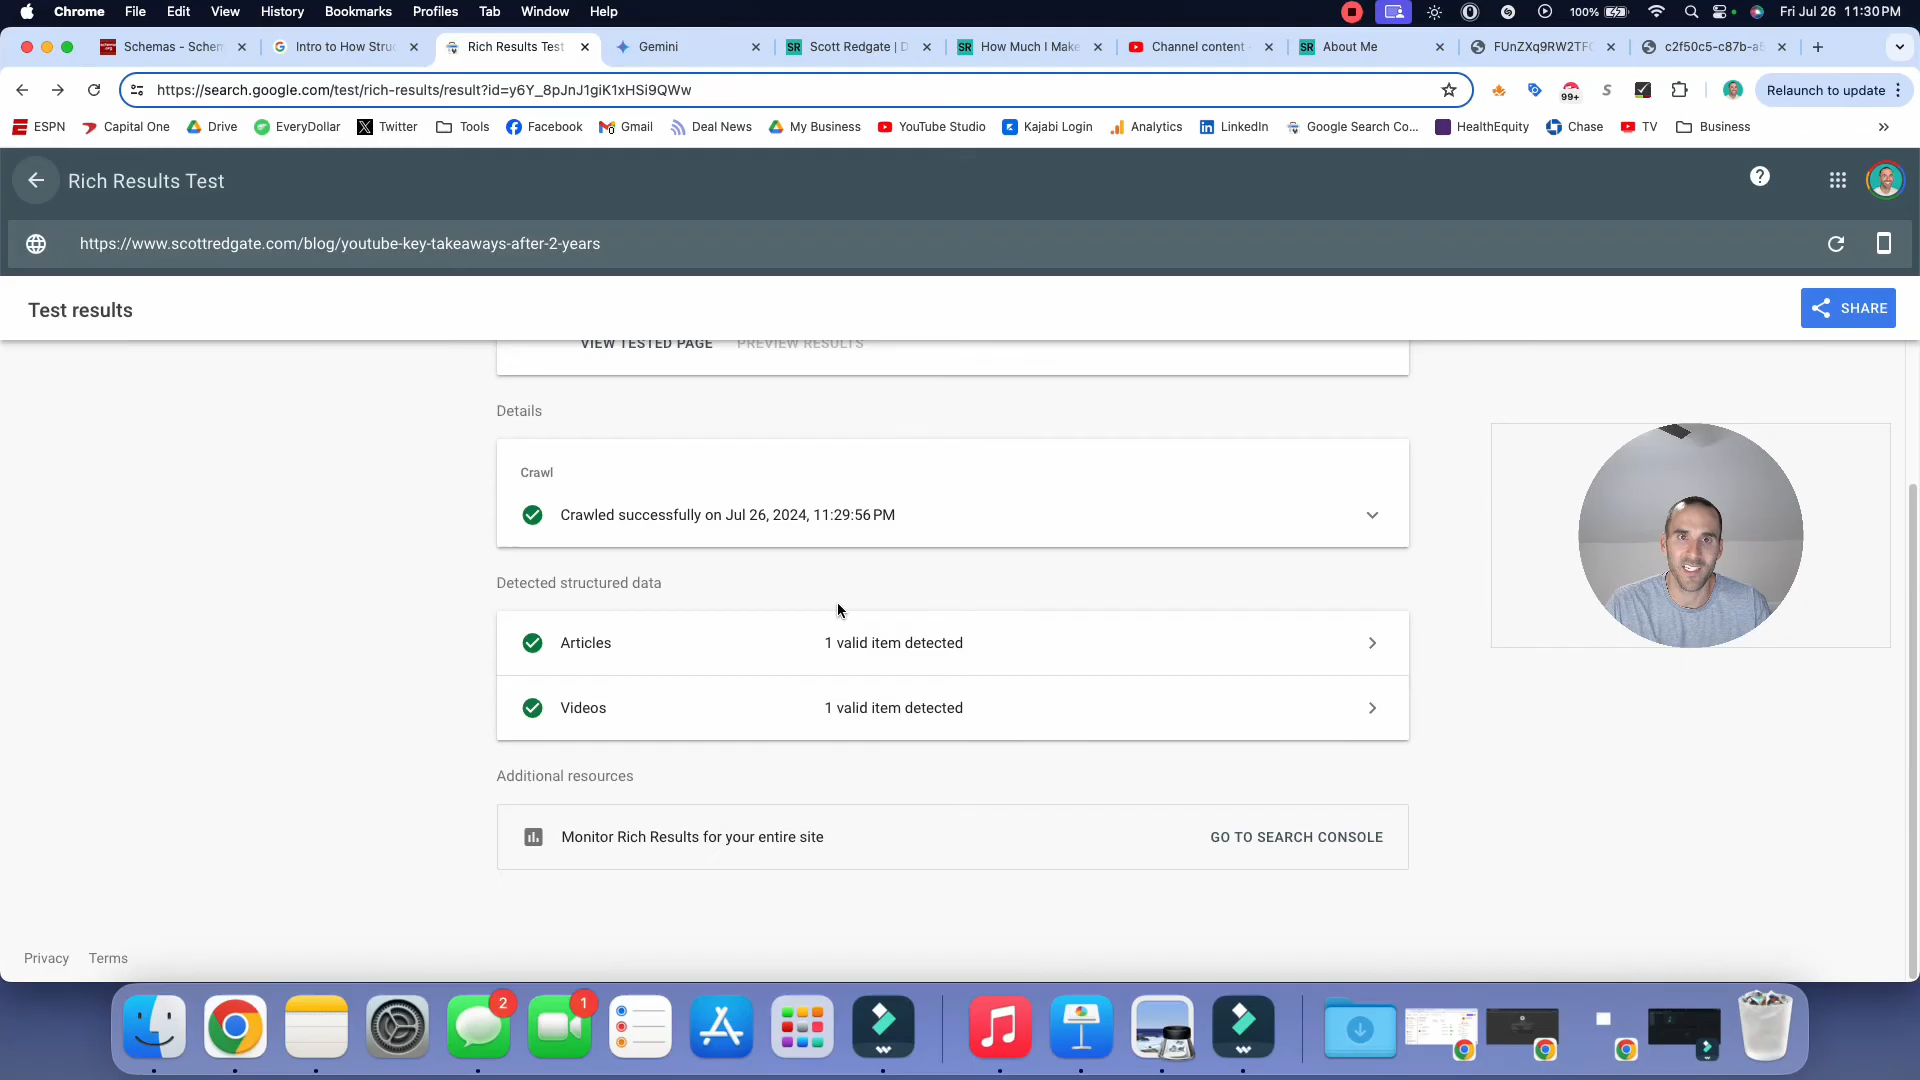 Chrome File Edit View History Bookmarks Profiles Tab Window Help 100% Fri Jul 26 11:30 PM
Schemas - Schem Intro to How Struc Rich Results Test Gemini Scott Redgate | D How Much I Make Channel content - About Me FUnZXq9RW2TFC c2f50c5-c87b-a5
https://search.google.com/test/rich-results/result?id=y6Y_8pJnJ1giK1xHSi9QWw 99+ Relaunch to update
ESPN Capital One Drive EveryDollar Twitter Tools Facebook Gmail Deal News My Business YouTube Studio Kajabi Login Analytics LinkedIn Google Search Co... HealthEquity Chase TV Business
Rich Results Test
https://www.scottredgate.com/blog/youtube-key-takeaways-after-2-years
Test results SHARE
VIEW TESTED PAGE PREVIEW RESULTS
Details
Crawl
Crawled successfully on Jul 26, 2024, 11:29:56 PM
Detected structured data
Articles 1 valid item detected
Videos 1 valid item detected
Additional resources
Monitor Rich Results for your entire site GO TO SEARCH CONSOLE
Privacy Terms
2 1